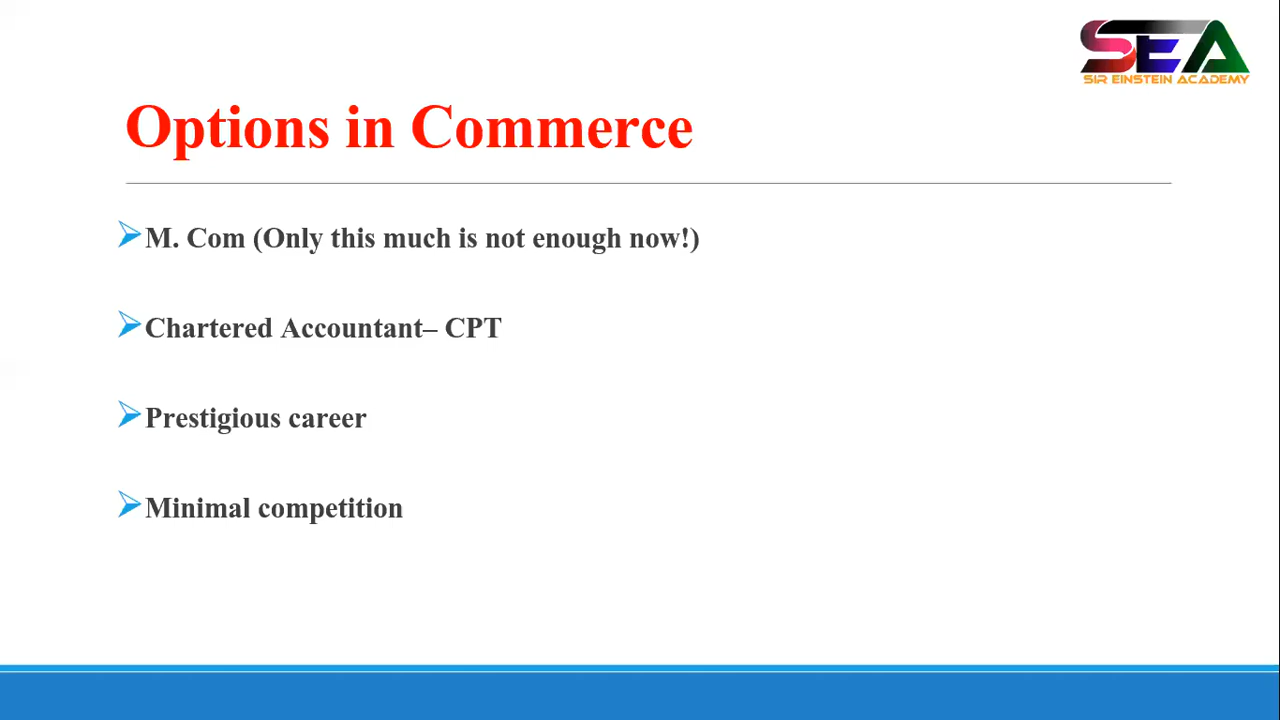 SEA
SIR EINSTEIN ACADEMY
Options in Commerce
M. Com (Only this much is not enough now!)
Chartered Accountant– CPT
Prestigious career
Minimal competition